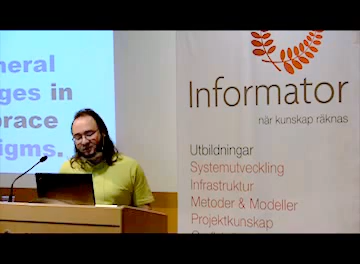 neral
ges in
brace
igms.
Informator
när kunskap räknas
Utbildningar
Systemutveckling
Infrastruktur
Metoder & Modeller
Projektkunskap